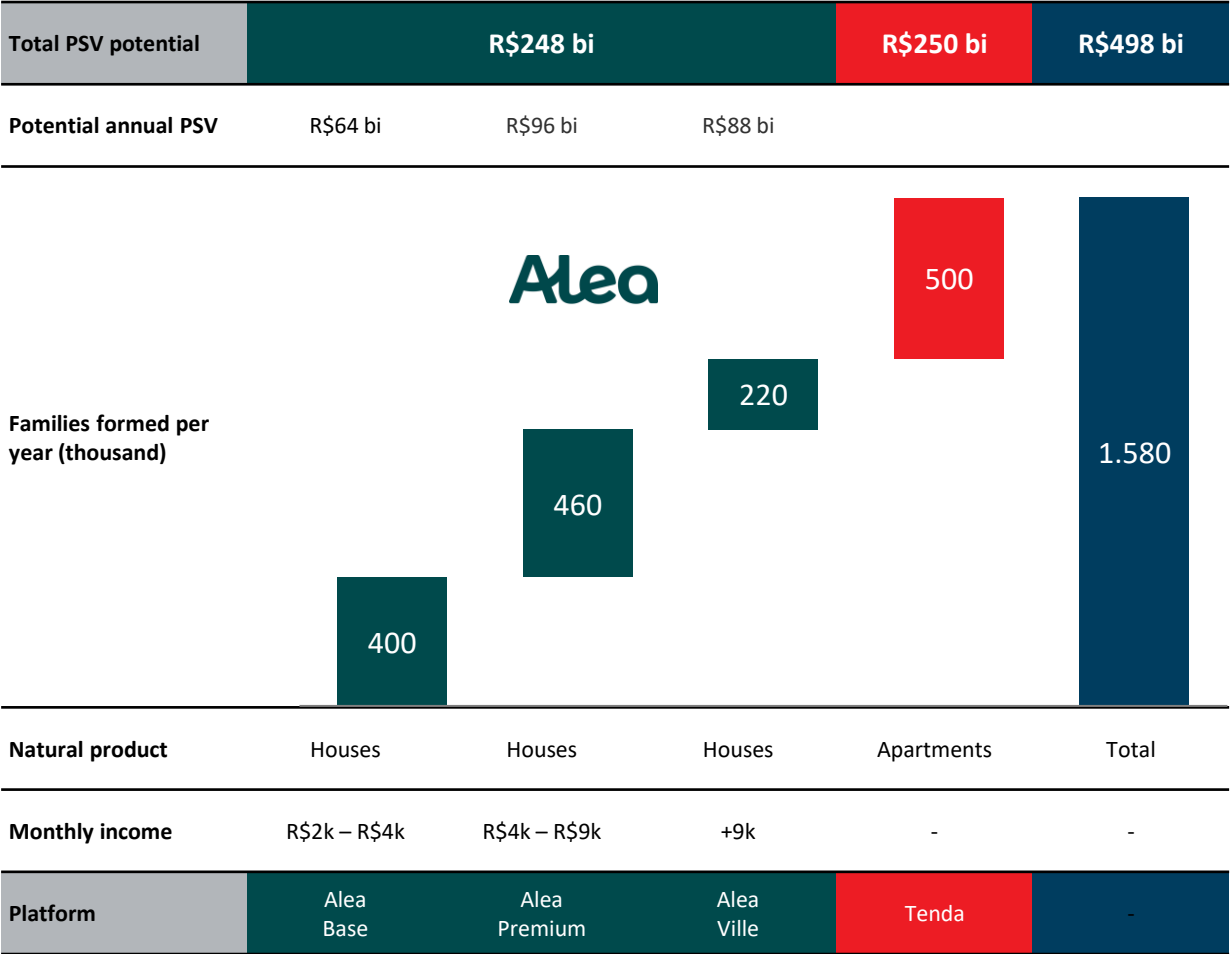 Total PSV potential
R$248 bi
R$250 bi
R$498 bi
Potential annual PSV
R$64 bi
R$96 bi
R$88 bi
Alea
Families formed per
year (thousand)
400
460
220
500
1.580
Natural product
Houses
Houses
Houses
Apartments
Total
Monthly income
R$2k – R$4k
R$4k – R$9k
+9k
-
-
Platform
Alea
Base
Alea
Premium
Alea
Ville
Tenda
-